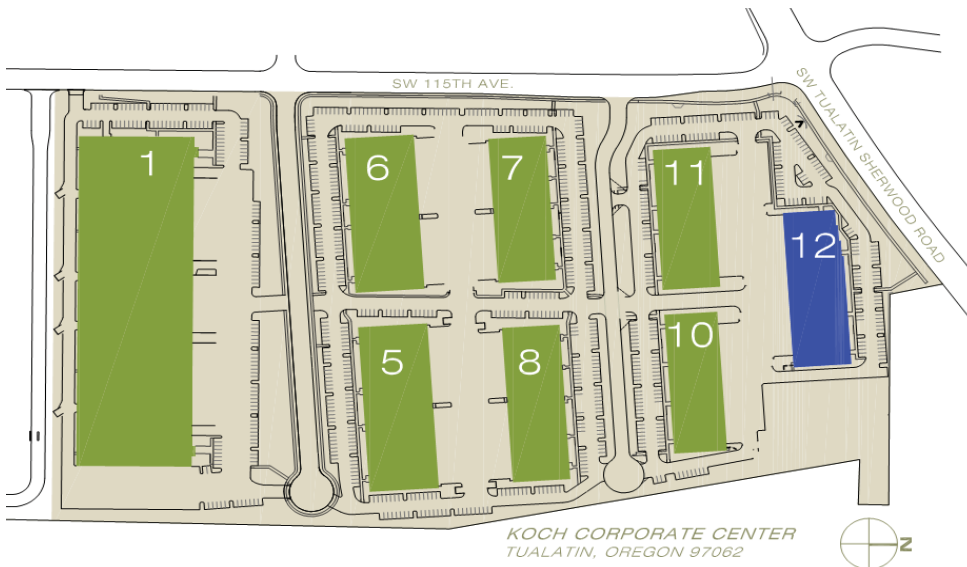 SW 115TH AVE.
SW TUALATIN SHERWOOD ROAD
1
6
7
11
12
5
8
10
KOCH CORPORATE CENTER
TUALATIN, OREGON 97062
N